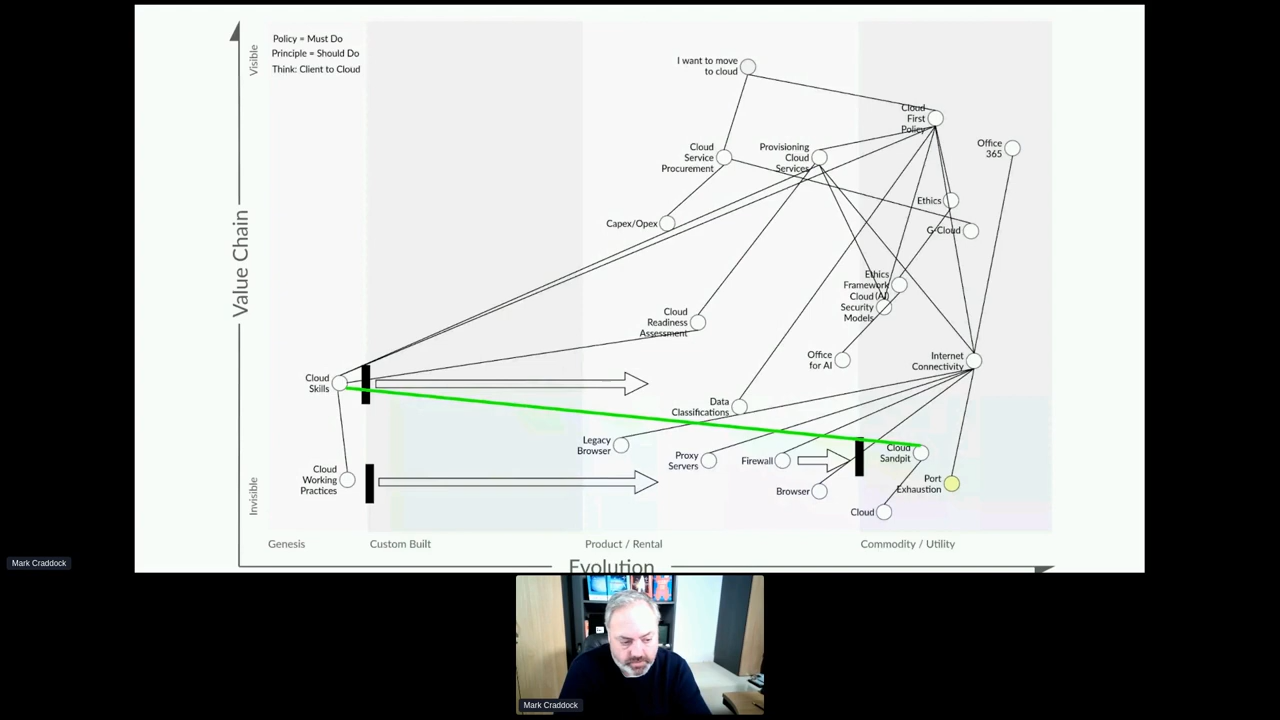 Policy = Must Do
Principle = Should Do
Think: Client to Cloud
Visible
Value Chain
Invisible
I want to move
to cloud
Cloud
First
Policy
Office
365
Cloud
Service
Procurement
Provisioning
Cloud
Services
Ethics
Capex/Opex
G-Cloud
Ethics
Framework
(AI)
Cloud
Security
Models
Cloud
Readiness
Assessment
Office
for AI
Internet
Connectivity
Cloud
Skills
Data
Classifications
Legacy
Browser
Proxy
Servers
Firewall
Cloud
Sandpit
Cloud
Working
Practices
Browser
Port
Exhaustion
Cloud
Genesis
Custom Built
Product / Rental
Commodity / Utility
Evolution
Mark Craddock
Mark Craddock